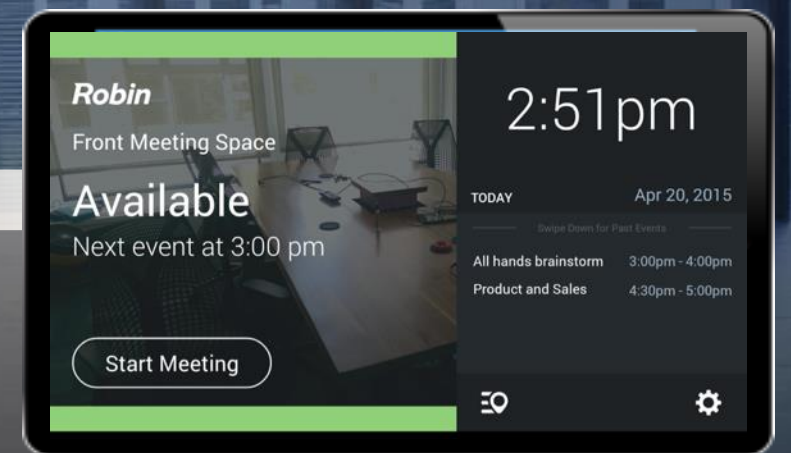 Robin
Front Meeting Space
Available
Next event at 3:00 pm
Start Meeting
2:51pm
TODAY Apr 20, 2015
Swipe Down for Past Events
All hands brainstorm 3:00pm - 4:00pm
Product and Sales 4:30pm - 5:00pm